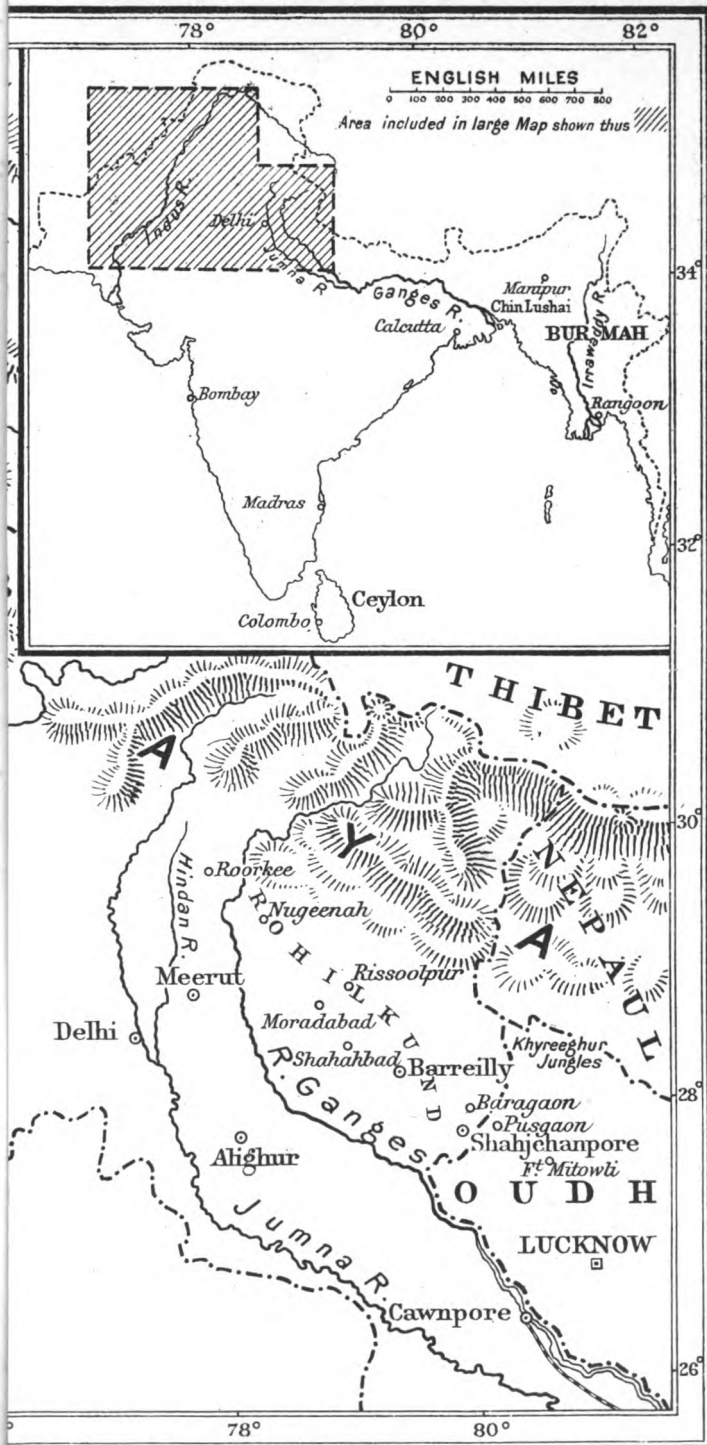 78° 80° 82°
ENGLISH MILES
0 100 200 300 400 500 600 700 800
Area included in large Map shown thus
Indus R.
Delhi
Jumna R
Ganges R.
Calcutta
Manipur
Chin Lushai
BURMAH
Irrawaddy R.
Rangoon
34°
Bombay
Madras
32°
Ceylon
Colombo
THIBET
A
30°
Y
Hindan R.
Roorkee
NEPAUL
Nugeenah
ROHILKUND
A
Meerut
Rissoolpur
Moradabad
Delhi
Khyreeghur
Jungles
Shahahbad
Barreilly
28°
R. Ganges
Baragaon
Pusgaon
Shahjehanpore
Alighur
Ft. Mitowli
OUDH
Jumna R.
LUCKNOW
Cawnpore
26°
78° 80°